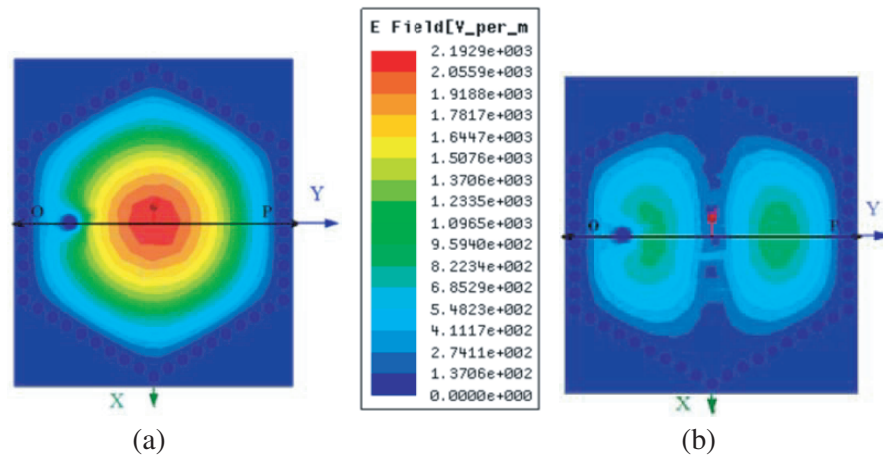 E Field[V_per_m
2.1929e+003
2.0559e+003
1.9188e+003
1.7817e+003
1.6447e+003
1.5076e+003
1.3706e+003
1.2335e+003
1.0965e+003
9.5940e+002
8.2234e+002
6.8529e+002
5.4823e+002
4.1117e+002
2.7411e+002
1.3706e+002
0.0000e+000
O
P
Y
X
(a)
O
P
Y
X
(b)